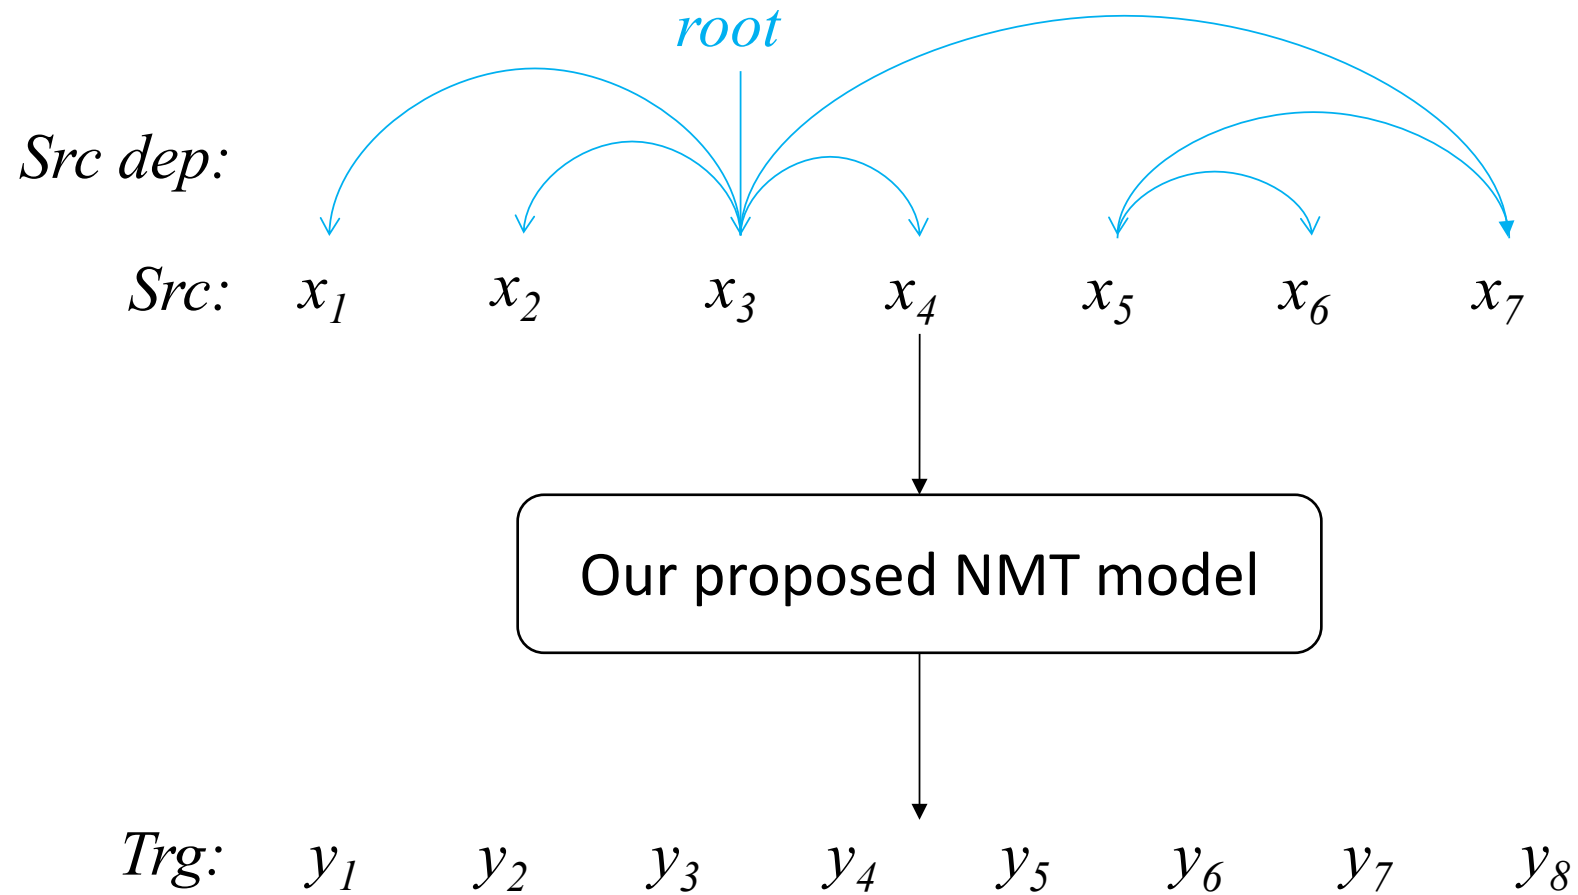 root
Src dep:
Src: x1 x2 x3 x4 x5 x6 x7
Our proposed NMT model
Trg: y1 y2 y3 y4 y5 y6 y7 y8